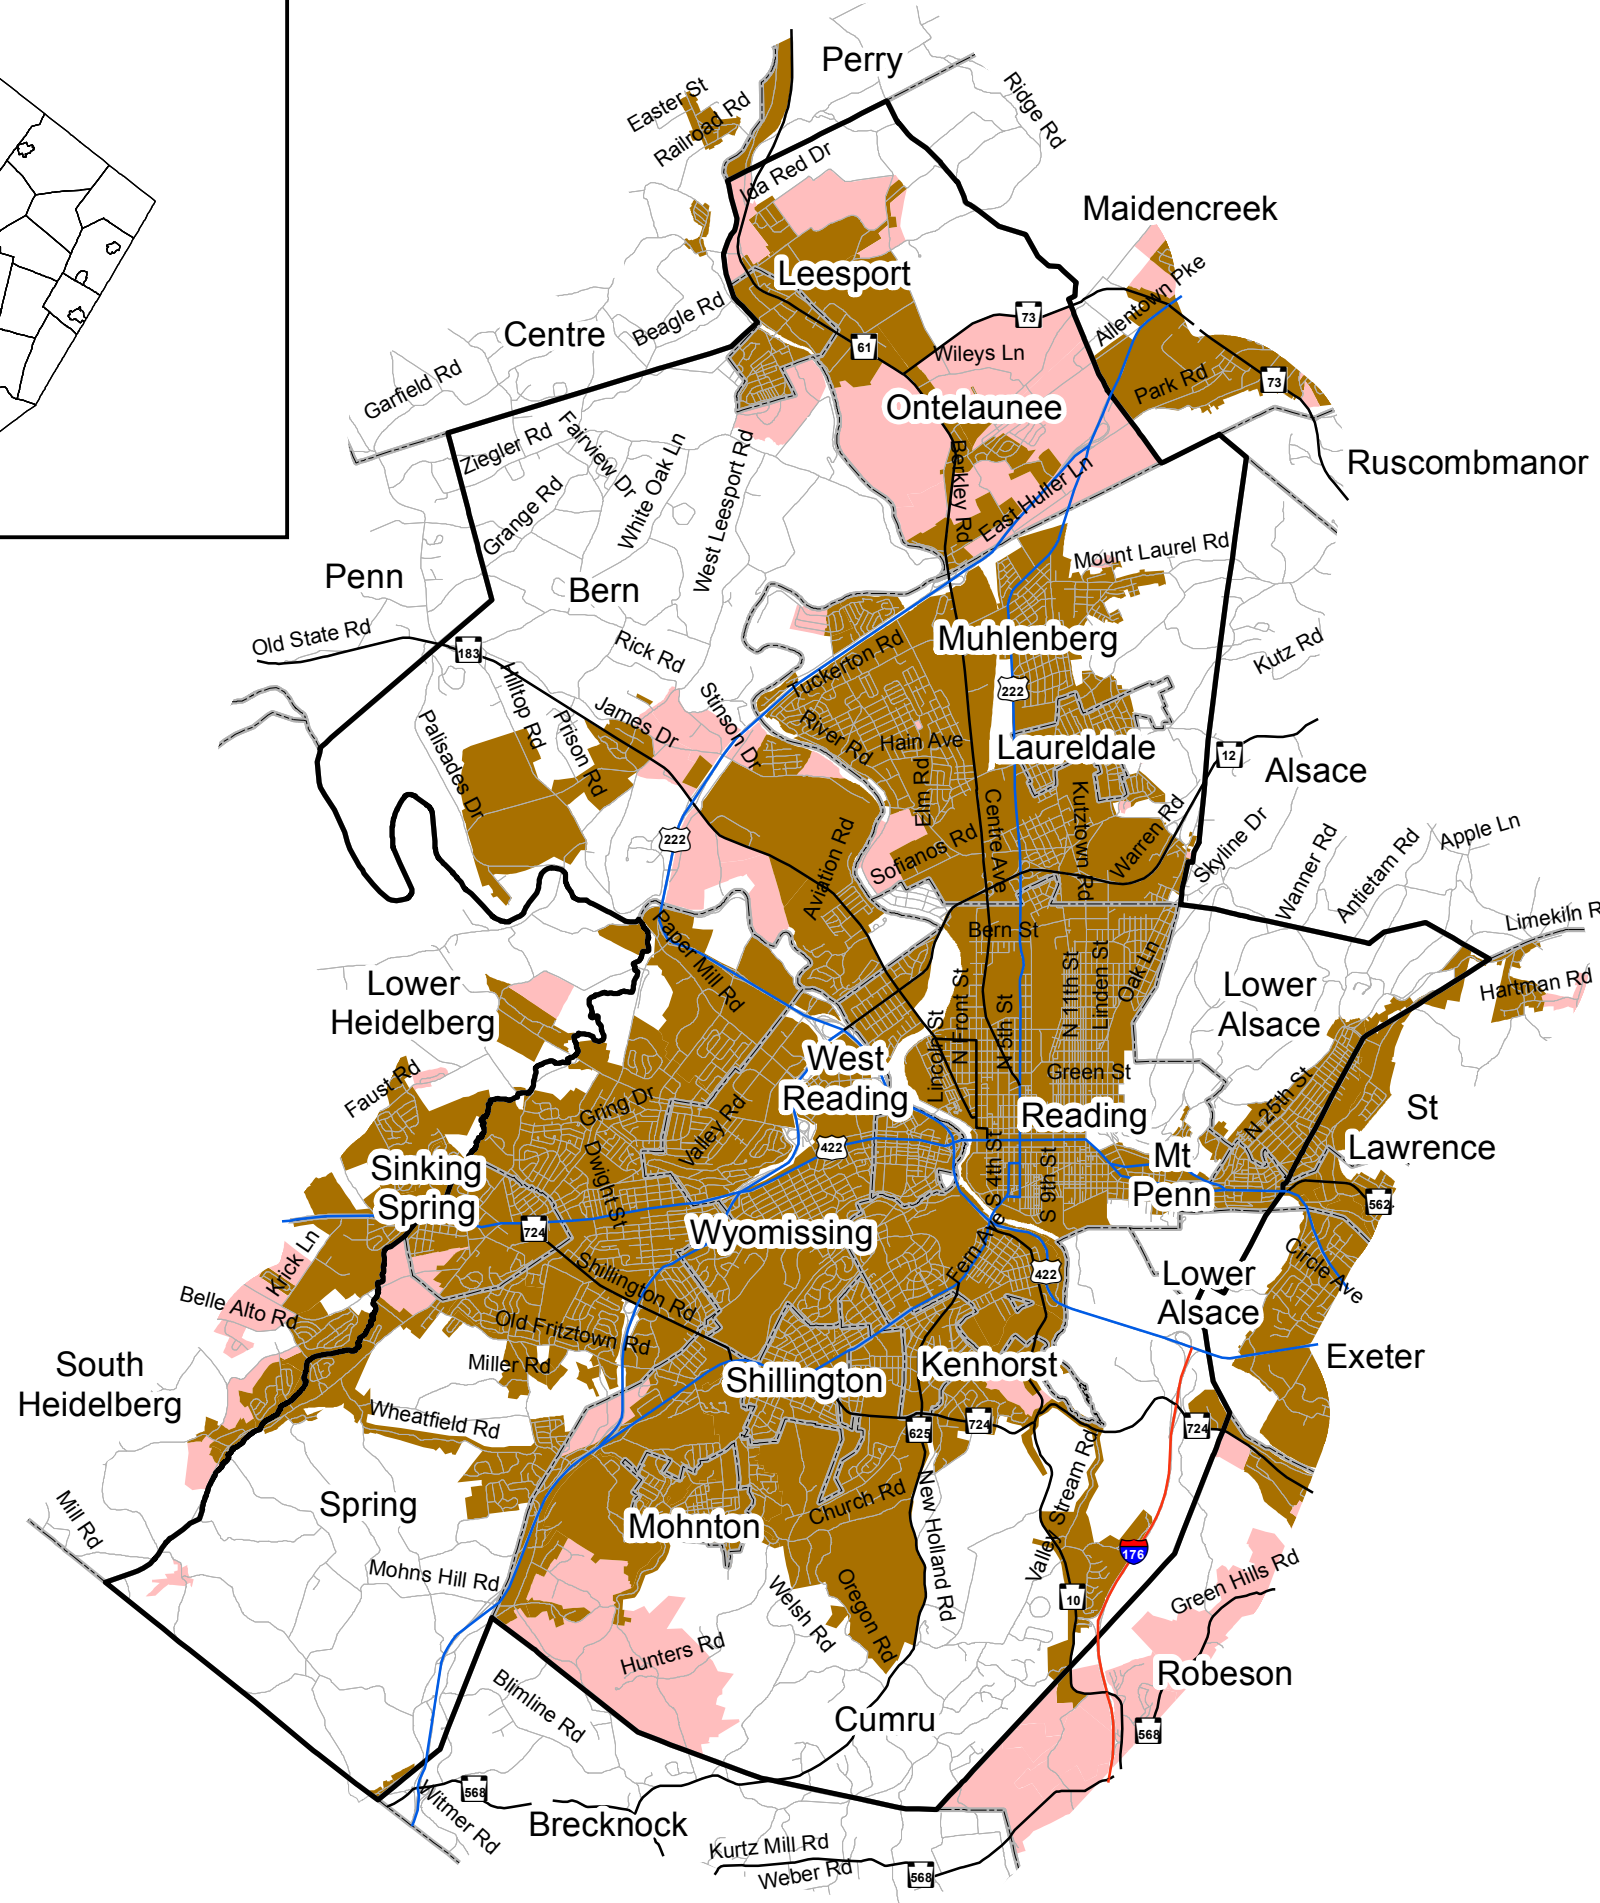 Perry
Ridge Rd
Easter St
Railroad Rd
Ida Red Dr
Maidencreek
Leesport
Allentown Pke
Centre
Beagle Rd
73
61
Wileys Ln
Garfield Rd
Park Rd
73
Ontelaunee
Ziegler Rd
Fairview Dr
White Oak Ln
West Leesport Rd
Berkley Rd
Ruscombmanor
Grange Rd
East Huller Ln
Mount Laurel Rd
Penn
Bern
Old State Rd
183
Rick Rd
Muhlenberg
Kutz Rd
Tuckerton Rd
Hilltop Rd
222
James Dr
Stinson Dr
Palisades Dr
Prison Rd
River Rd
Hain Ave
Laureldale
12
Alsace
Elm Rd
222
Centre Ave
Kutztown Rd
Warren Rd
Skyline Dr
Apple Ln
Aviation Rd
Sofianos Rd
Wanner Rd
Antietam Rd
Limekiln R
Paper Mill Rd
Bern St
Lower
Heidelberg
N Front St
N 5th St
N 11th St
Linden St
Oak Ln
Lower
Alsace
Hartman Rd
Lincoln St
West
Reading
Green St
Faust Rd
Gring Dr
Valley Rd
Reading
N 25th St
St
Lawrence
422
Sinking
Spring
Dwight St
S 4th St
S 9th St
Mt
Penn
562
724
Wyomissing
Krick Ln
Fern Ave
422
Circle Ave
Shillington Rd
Lower
Alsace
Belle Alto Rd
Old Fritztown Rd
Miller Rd
Kenhorst
Exeter
South
Heidelberg
Shillington
Wheatfield Rd
625
724
724
Spring
Church Rd
New Holland Rd
Valley Stream Rd
Mill Rd
Mohnton
176
Mohns Hill Rd
Welsh Rd
Oregon Rd
10
Green Hills Rd
Hunters Rd
Robeson
Blimline Rd
Cumru
568
568
Witmer Rd
Brecknock
Kurtz Mill Rd
Weber Rd
568